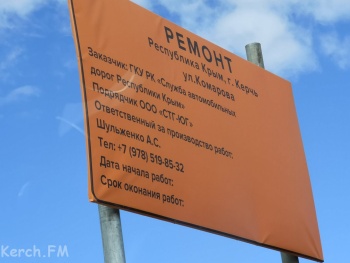 РЕМОНТ
Республика Крым, г. Керчь
ул.Комарова
Заказчик: ГКУ РК «Служба автомобильных
дорог Республики Крым»
Подрядчик ООО «СТГ-ЮГ»
Ответственный за производство работ:
Шульженко А.С.
Тел: +7 (978) 519-85-32
Дата начала работ:
Срок оконания работ:
Kerch.FM